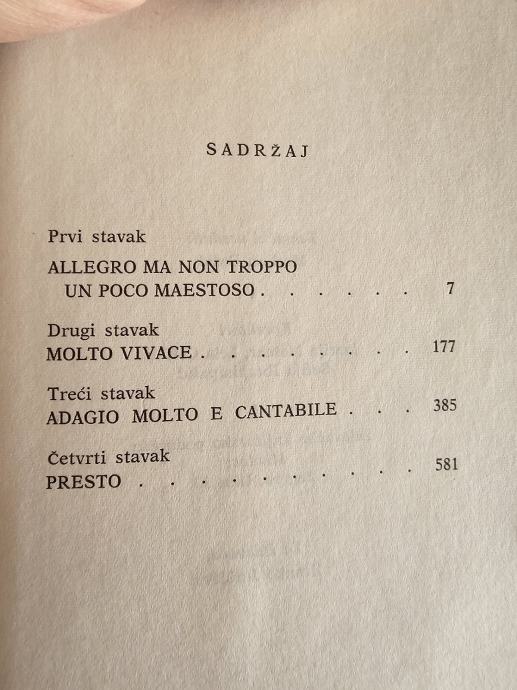 SADRŽAJ
Prvi stavak
ALLEGRO MA NON TROPPO
UN POCO MAESTOSO . . . . . 7
Drugi stavak
MOLTO VIVACE . . . . . . . 177
Treći stavak
ADAGIO MOLTO E CANTABILE . . . 385
Četvrti stavak
PRESTO . . . . . . . . . 581